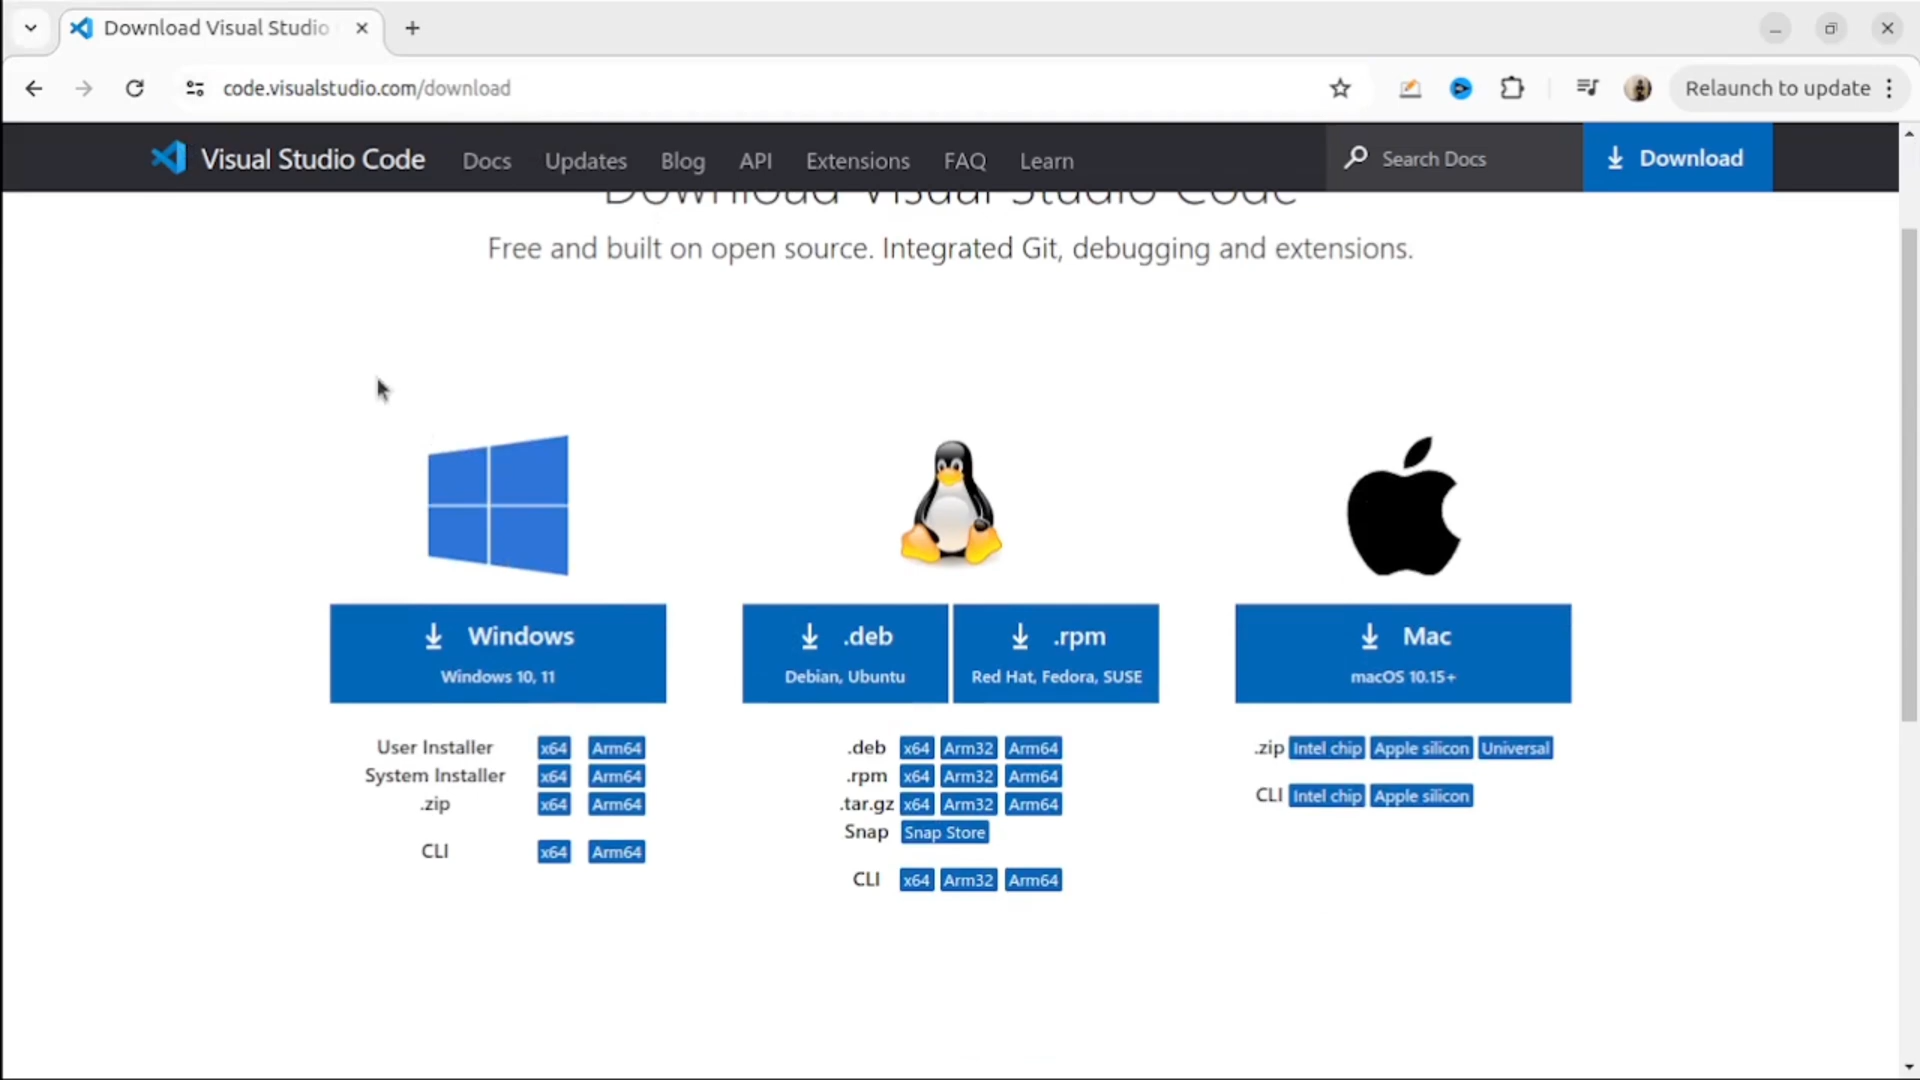 Download Visual Studio
code.visualstudio.com/download
Relaunch to update
Visual Studio Code Docs Updates Blog API Extensions FAQ Learn Search Docs Download
Download Visual Studio Code
Free and built on open source. Integrated Git, debugging and extensions.
Windows
Windows 10, 11
User Installer x64 Arm64
System Installer x64 Arm64
.zip x64 Arm64
CLI x64 Arm64
.deb
Debian, Ubuntu
.rpm
Red Hat, Fedora, SUSE
.deb x64 Arm32 Arm64
.rpm x64 Arm32 Arm64
.tar.gz x64 Arm32 Arm64
Snap Snap Store
CLI x64 Arm32 Arm64
Mac
macOS 10.15+
.zip Intel chip Apple silicon Universal
CLI Intel chip Apple silicon